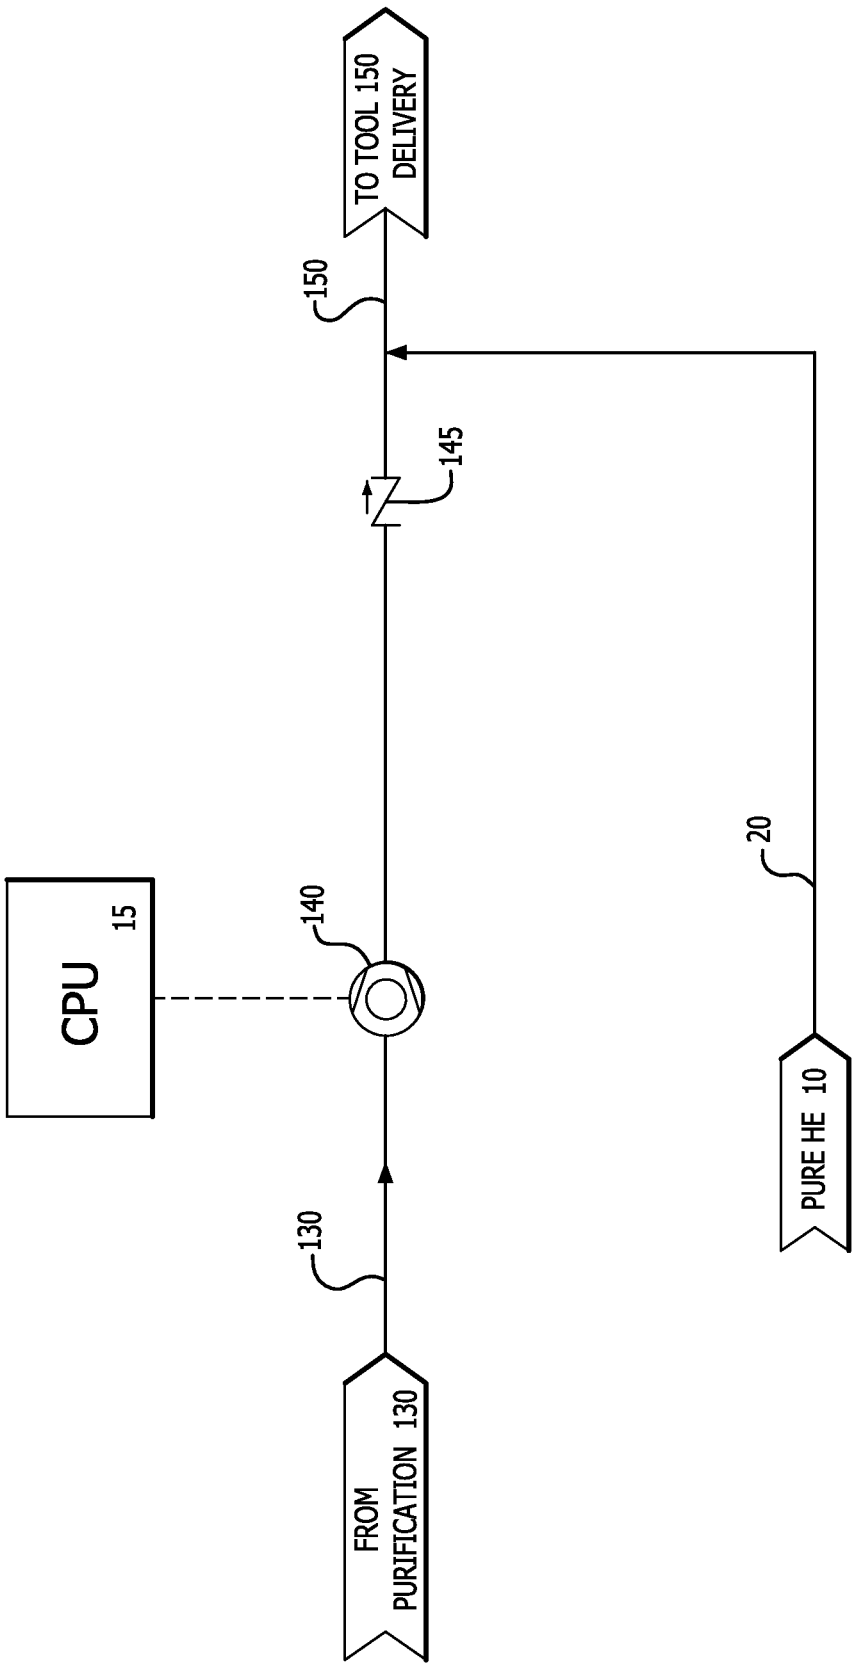 CPU
15
FROM
PURIFICATION 130
130
140
145
150
TO TOOL 150
DELIVERY
PURE HE 10
20